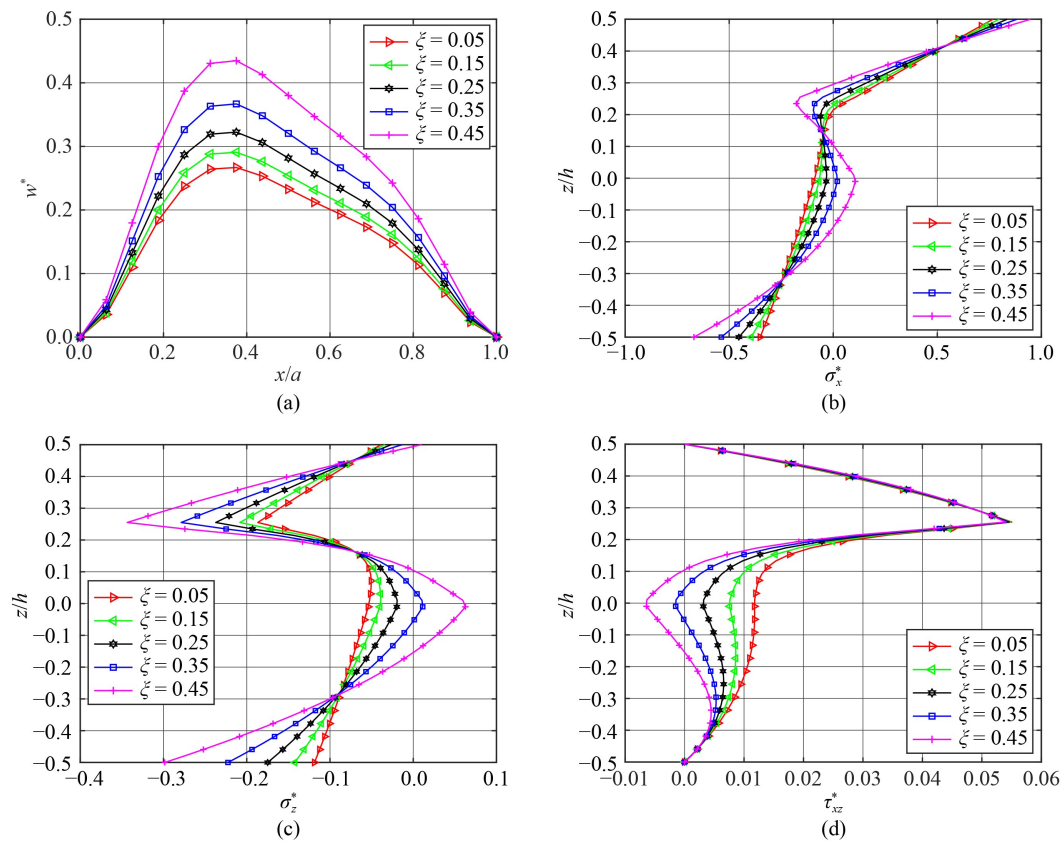 0.5
0.4
0.3
0.2
0.1
0.0
w*
0.0
0.2
0.4
0.6
0.8
1.0
x/a
(a)
ξ = 0.05
ξ = 0.15
ξ = 0.25
ξ = 0.35
ξ = 0.45
0.5
0.4
0.3
0.2
0.1
0.0
−0.1
−0.2
−0.3
−0.4
−0.5
z/h
−1.0
−0.5
0.0
0.5
1.0
σ*x
(b)
ξ = 0.05
ξ = 0.15
ξ = 0.25
ξ = 0.35
ξ = 0.45
0.5
0.4
0.3
0.2
0.1
0.0
−0.1
−0.2
−0.3
−0.4
−0.5
z/h
−0.4
−0.3
−0.2
−0.1
0.0
0.1
σ*z
(c)
ξ = 0.05
ξ = 0.15
ξ = 0.25
ξ = 0.35
ξ = 0.45
0.5
0.4
0.3
0.2
0.1
0.0
−0.1
−0.2
−0.3
−0.4
−0.5
z/h
−0.01
0.00
0.01
0.02
0.03
0.04
0.05
0.06
τ*xz
(d)
ξ = 0.05
ξ = 0.15
ξ = 0.25
ξ = 0.35
ξ = 0.45